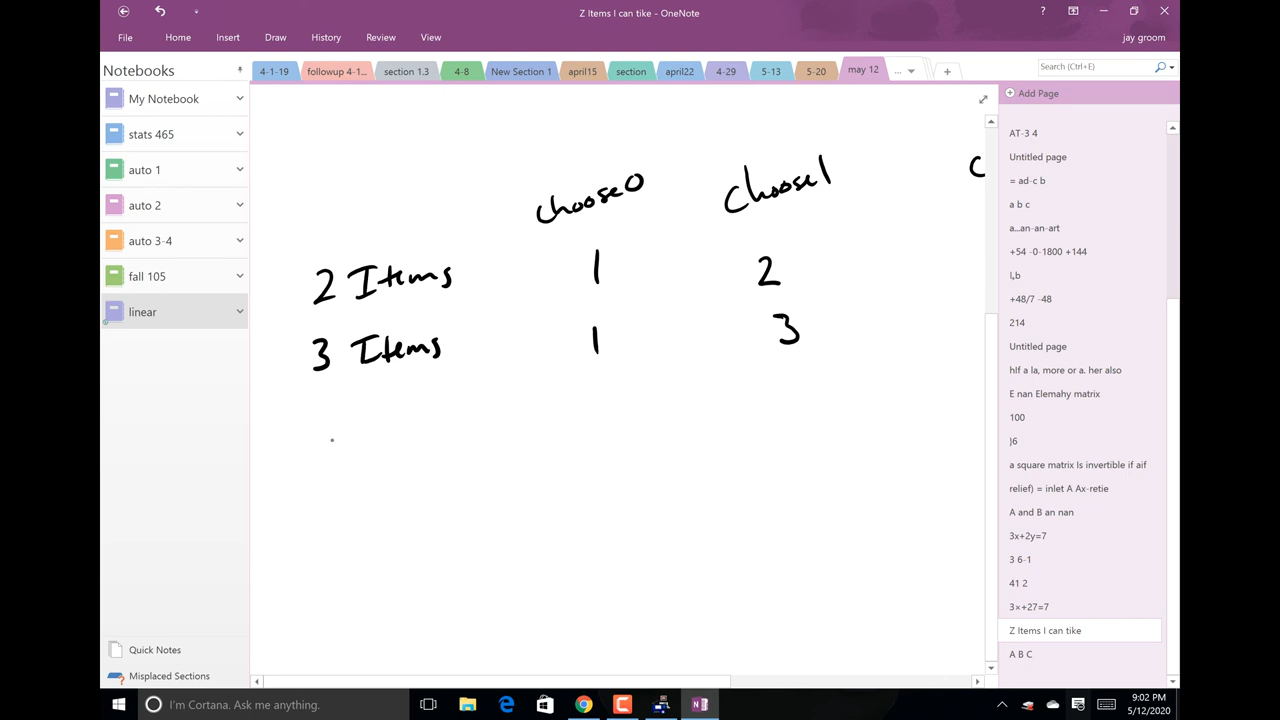 Z Items I can tike - OneNote
?
File Home Insert Draw History Review View
jay groom
Notebooks
4-1-19 followup 4-1... section 1.3 4-8 New Section 1 april15 section april22 4-29 5-13 5-20 may 12 ... +
Search (Ctrl+E)
My Notebook
stats 465
auto 1
auto 2
auto 3-4
fall 105
linear
choose 0 choose 1 c
2 Items 1 2
3 Items 1 3
Add Page
AT-3 4
Untitled page
= ad-c b
a b c
a...an-an-art
+54 -0-1800 +144
l,b
+48/7 -48
214
Untitled page
hIf a la, more or a. her also
E nan Elemahy matrix
100
)6
a square matrix Is invertible if aif
relief) = inlet A Ax-retie
A and B an nan
3x+2y=7
3 6-1
41 2
3×+27=7
Z Items I can tike
A B C
Quick Notes
Misplaced Sections
I'm Cortana. Ask me anything.
9:02 PM
5/12/2020